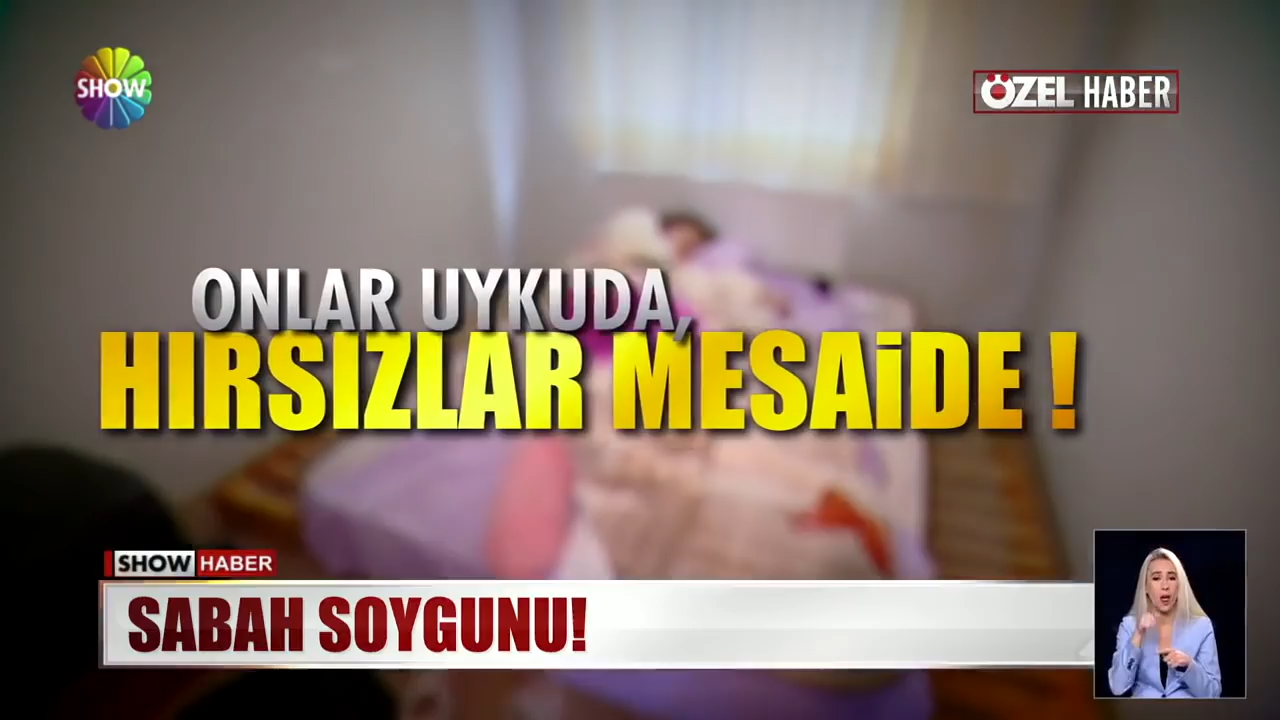 SHOW
ÖZEL HABER
ONLAR UYKUDA,
HIRSIZLAR MESAiDE !
SHOW HABER
SABAH SOYGUNU!